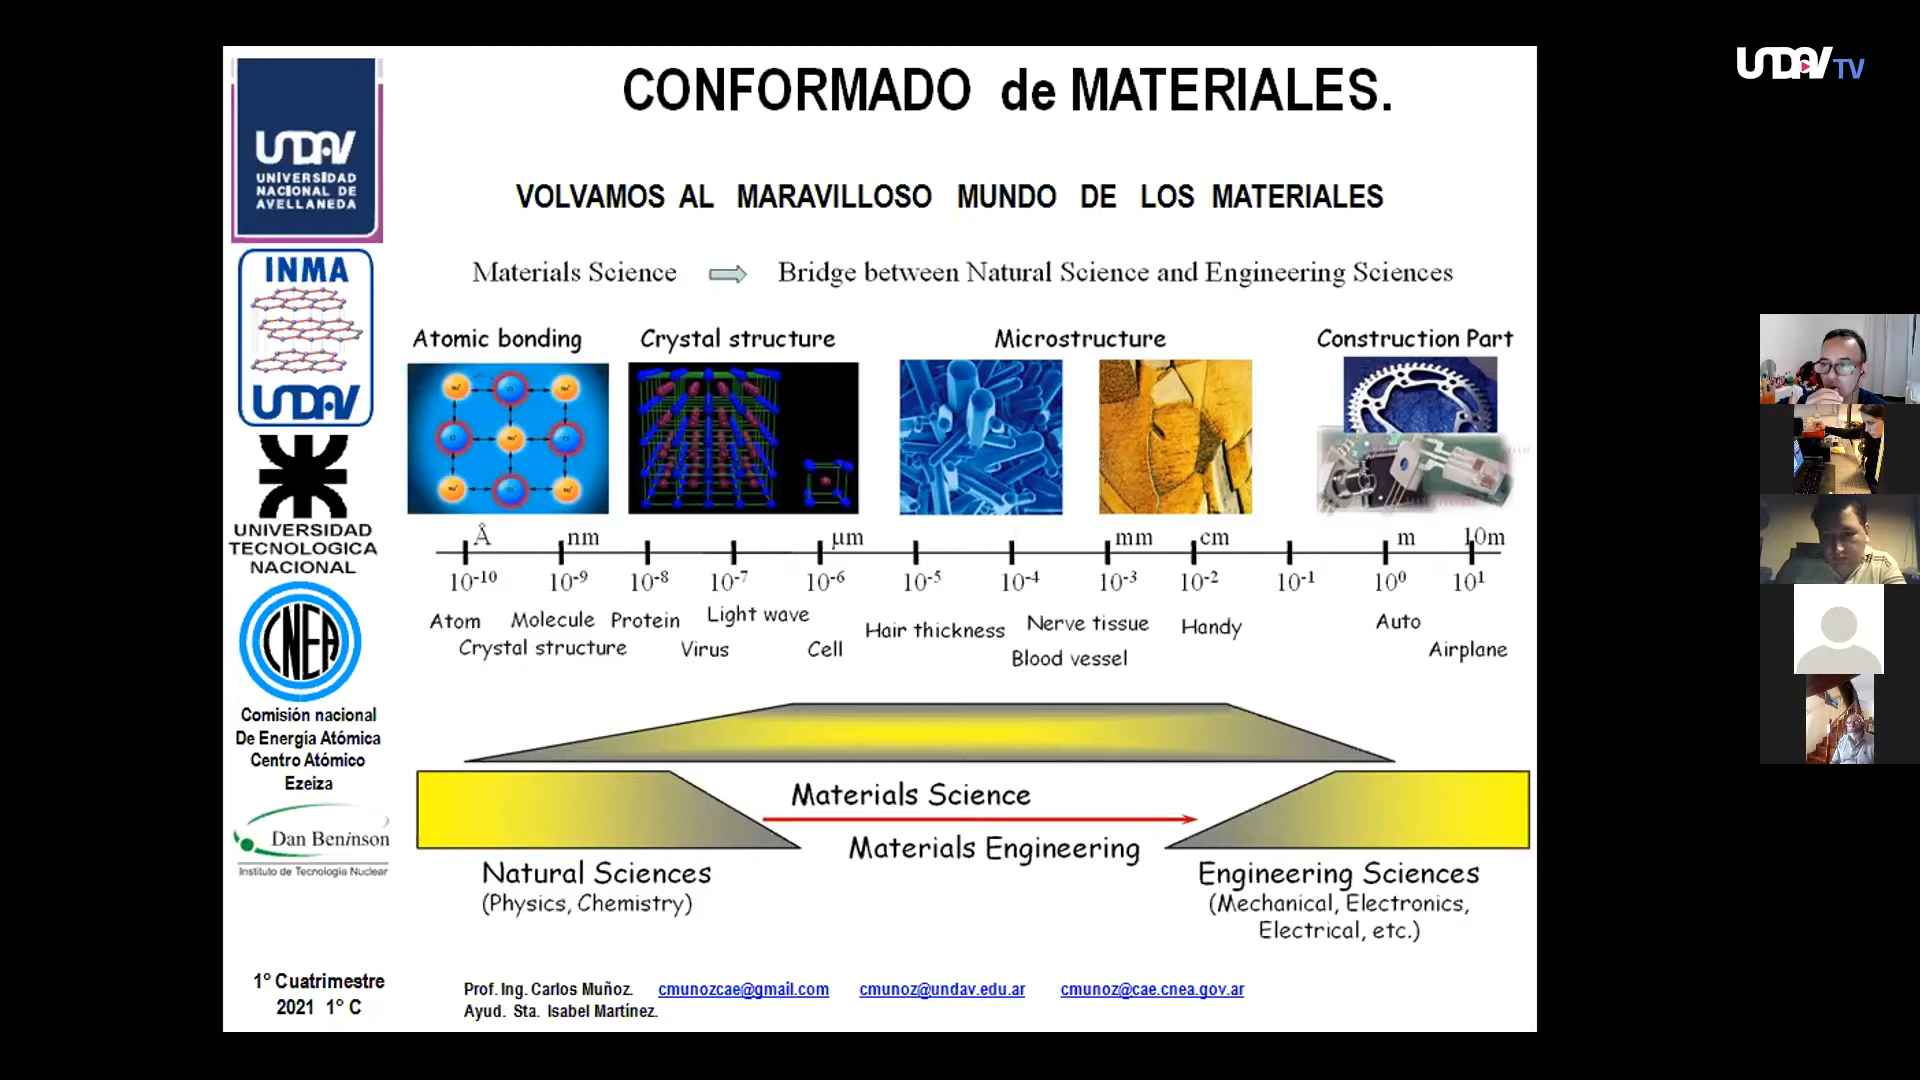 CONFORMADO de MATERIALES.
UNDAV TV
UNDAV
UNIVERSIDAD
NACIONAL DE
AVELLANEDA
VOLVAMOS AL MARAVILLOSO MUNDO DE LOS MATERIALES
INMA
UNDAV
Materials Science Bridge between Natural Science and Engineering Sciences
Atomic bonding Crystal structure Microstructure Construction Part
UNIVERSIDAD
TECNOLOGICA
NACIONAL
Å nm µm mm cm m 10m
10⁻¹⁰ 10⁻⁹ 10⁻⁸ 10⁻⁷ 10⁻⁶ 10⁻⁵ 10⁻⁴ 10⁻³ 10⁻² 10⁻¹ 10⁰ 10¹
Atom Molecule Protein Light wave Hair thickness Nerve tissue Handy Auto
Crystal structure Virus Cell Blood vessel Airplane
CNEA
Comisión nacional
De Energía Atómica
Centro Atómico
Ezeiza
Dan Beninson
Instituto de Tecnología Nuclear
Materials Science
Materials Engineering
Natural Sciences
(Physics, Chemistry)
Engineering Sciences
(Mechanical, Electronics,
Electrical, etc.)
1° Cuatrimestre
2021 1° C
Prof. Ing. Carlos Muñoz. cmunozcae@gmail.com cmunoz@undav.edu.ar cmunoz@cae.cnea.gov.ar
Ayud. Sta. Isabel Martínez.